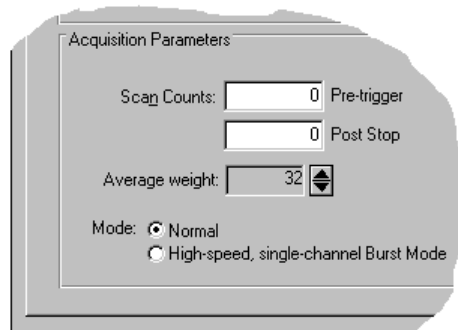 Acquisition Parameters
Scan Counts: 0 Pre-trigger
0 Post Stop
Average weight: 32
Mode: Normal
High-speed, single-channel Burst Mode